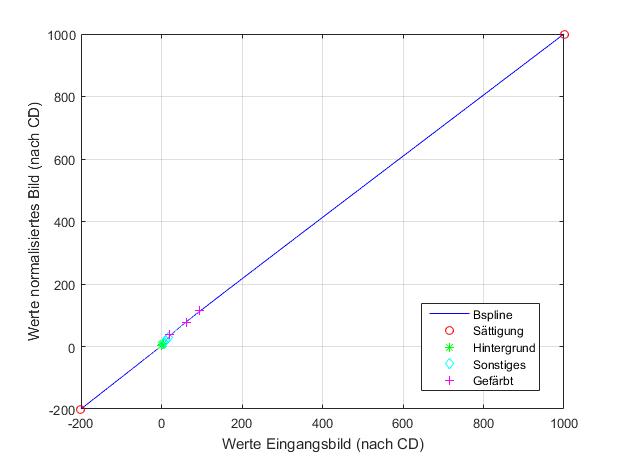 1000
800
600
400
200
0
-200
-200
0
200
400
600
800
1000
Werte normalisiertes Bild (nach CD)
Werte Eingangsbild (nach CD)
Bspline
Sättigung
Hintergrund
Sonstiges
Gefärbt